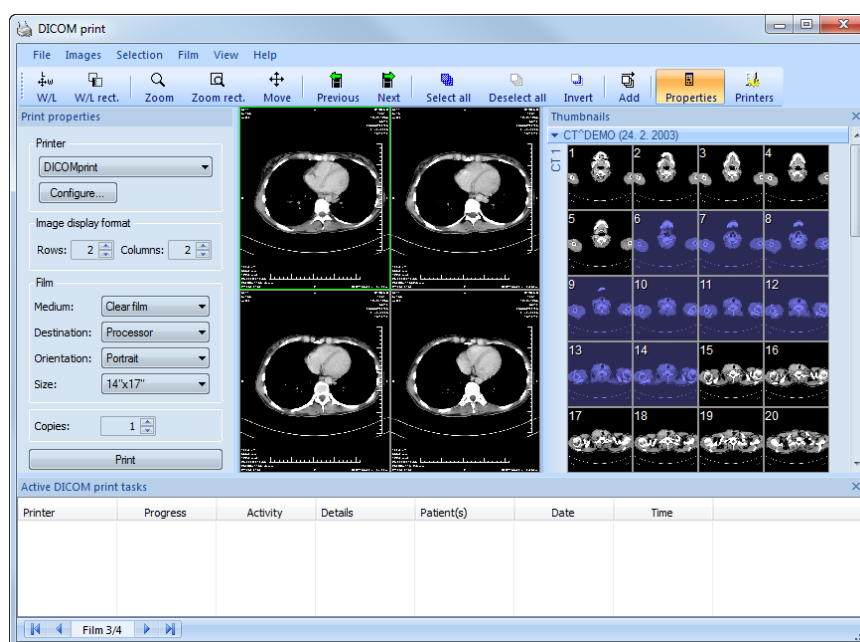 DICOM print
File Images Selection Film View Help
W/L W/L rect. Zoom Zoom rect. Move Previous Next Select all Deselect all Invert Add Properties Printers
Print properties
Printer
DICOMprint
Configure...
Image display format
Rows: 2 Columns: 2
Film
Medium: Clear film
Destination: Processor
Orientation: Portrait
Size: 14"x17"
Copies: 1
Print
Thumbnails
CT^DEMO (24. 2. 2003)
CT 1
1 2 3 4
5 6 7 8
9 10 11 12
13 14 15 16
17 18 19 20
Active DICOM print tasks
Printer Progress Activity Details Patient(s) Date Time
Film 3/4